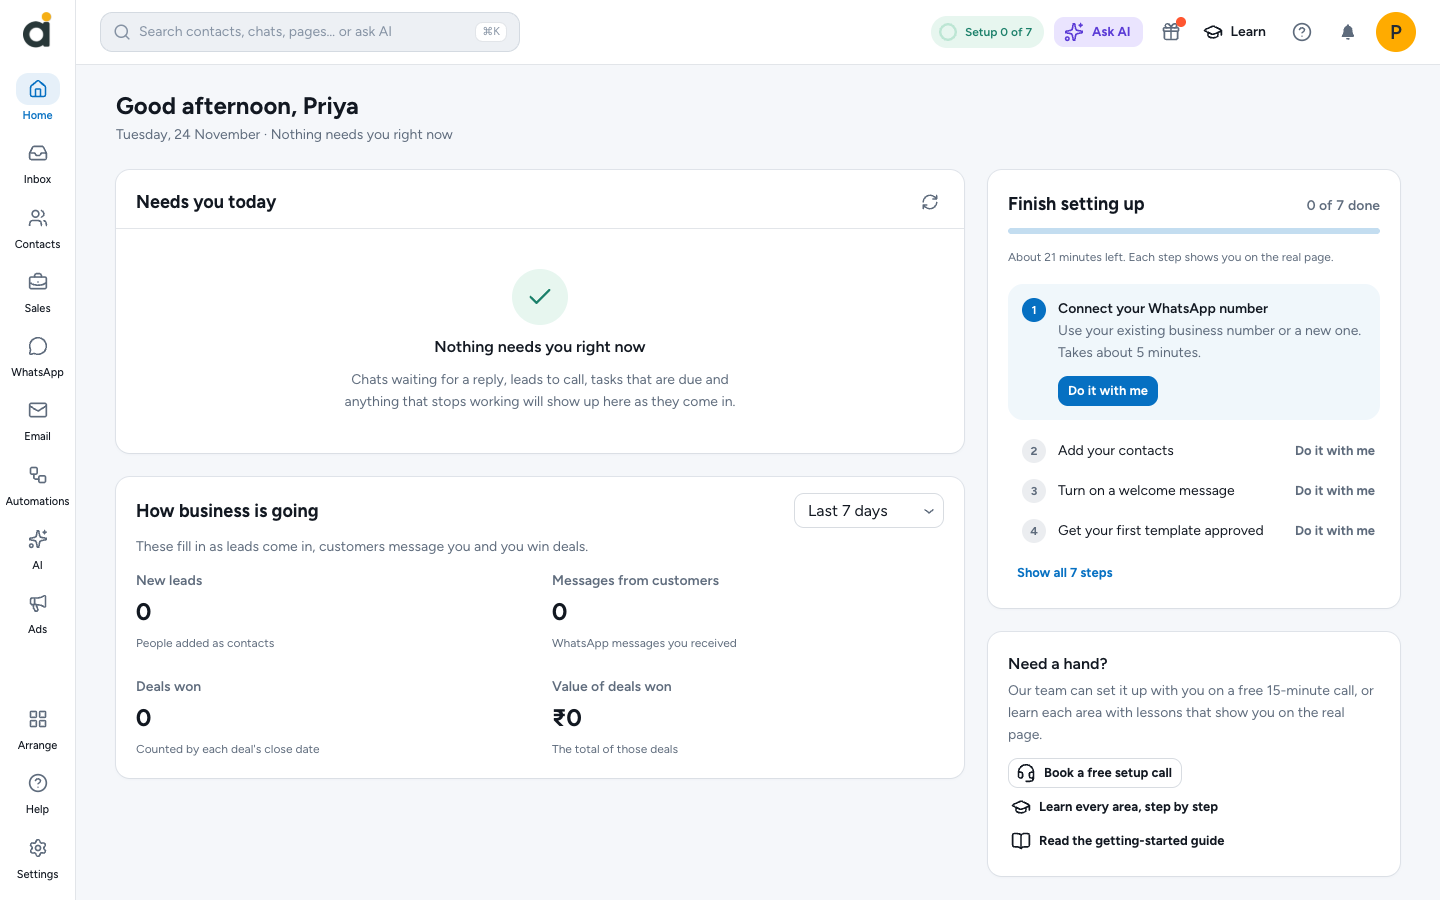 Search contacts, chats, pages... or ask AI
⌘K
Setup 0 of 7
Ask AI
Learn
P
Home
Inbox
Contacts
Sales
WhatsApp
Email
Automations
AI
Ads
Arrange
Help
Settings
Good afternoon, Priya
Tuesday, 24 November · Nothing needs you right now
Needs you today
Nothing needs you right now
Chats waiting for a reply, leads to call, tasks that are due and
anything that stops working will show up here as they come in.
How business is going
Last 7 days
These fill in as leads come in, customers message you and you win deals.
New leads
0
People added as contacts
Messages from customers
0
WhatsApp messages you received
Deals won
0
Counted by each deal's close date
Value of deals won
₹0
The total of those deals
Finish setting up
0 of 7 done
About 21 minutes left. Each step shows you on the real page.
1
Connect your WhatsApp number
Use your existing business number or a new one.
Takes about 5 minutes.
Do it with me
2 Add your contacts Do it with me
3 Turn on a welcome message Do it with me
4 Get your first template approved Do it with me
Show all 7 steps
Need a hand?
Our team can set it up with you on a free 15-minute call, or
learn each area with lessons that show you on the real
page.
Book a free setup call
Learn every area, step by step
Read the getting-started guide